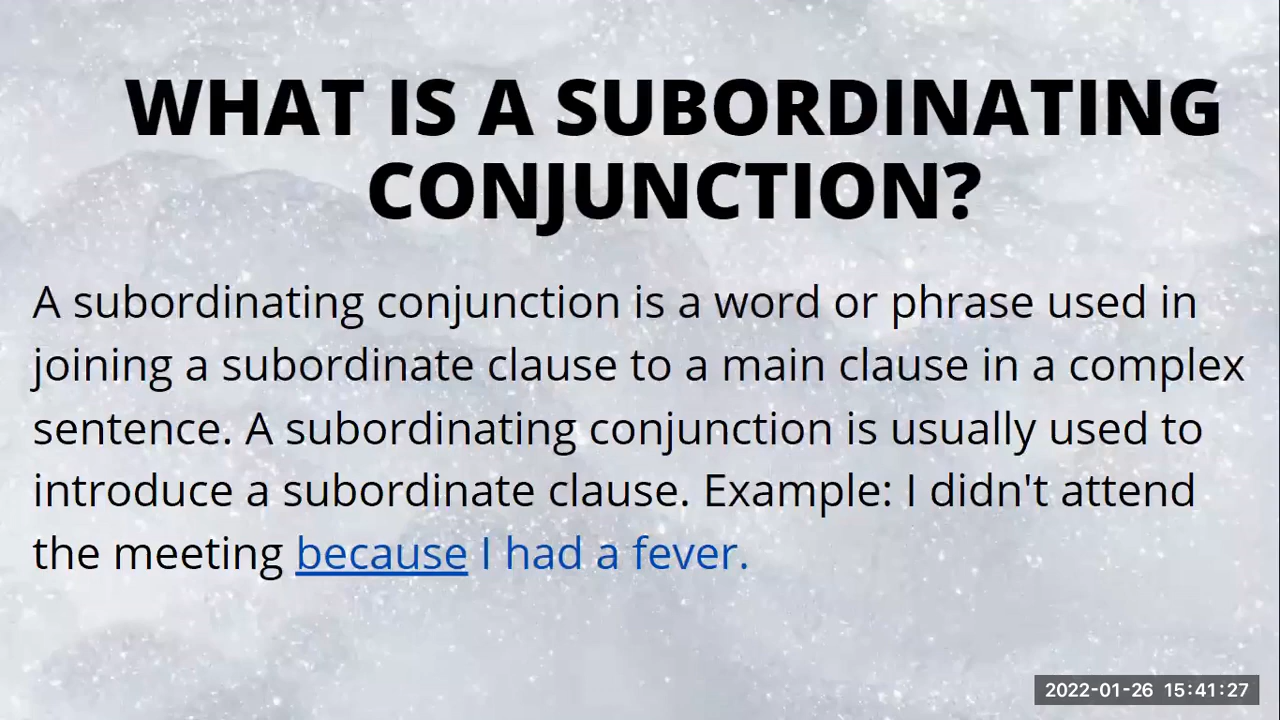 WHAT IS A SUBORDINATING
CONJUNCTION?
A subordinating conjunction is a word or phrase used in
joining a subordinate clause to a main clause in a complex
sentence. A subordinating conjunction is usually used to
introduce a subordinate clause. Example: I didn't attend
the meeting because I had a fever.
2022-01-26 15:41:27